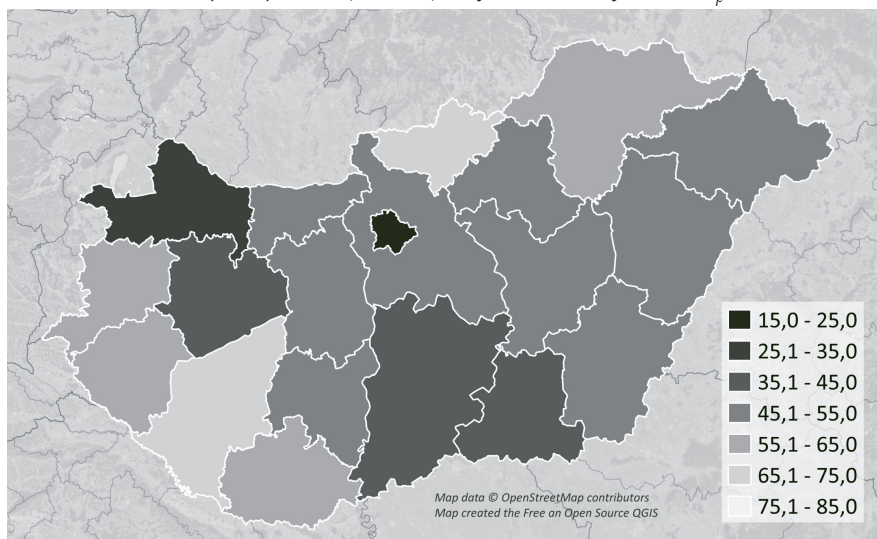 p
15,0 - 25,0
25,1 - 35,0
35,1 - 45,0
45,1 - 55,0
55,1 - 65,0
65,1 - 75,0
75,1 - 85,0
Map data © OpenStreetMap contributors
Map created the Free an Open Source QGIS